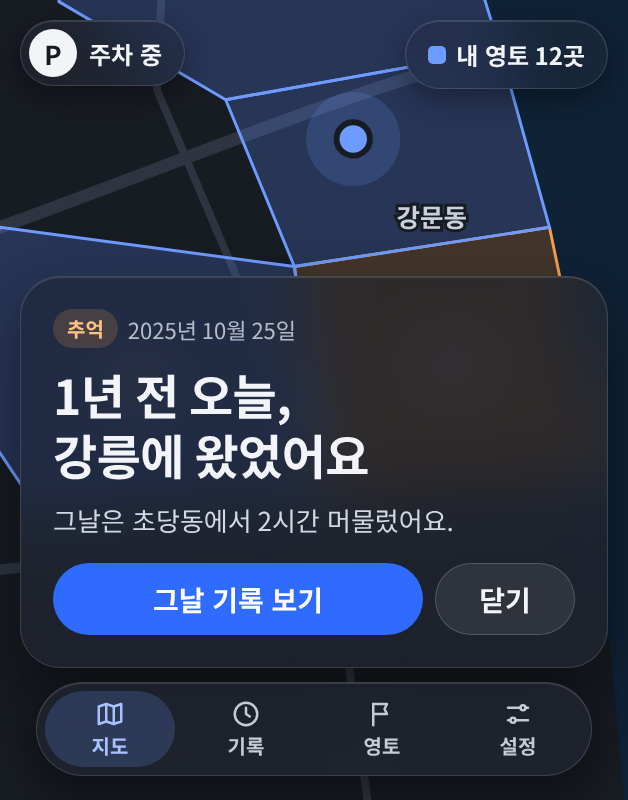 P 주차 중
내 영토 12곳
강문동
추억 2025년 10월 25일
1년 전 오늘,
강릉에 왔었어요
그날은 초당동에서 2시간 머물렀어요.
그날 기록 보기
닫기
지도
기록
영토
설정